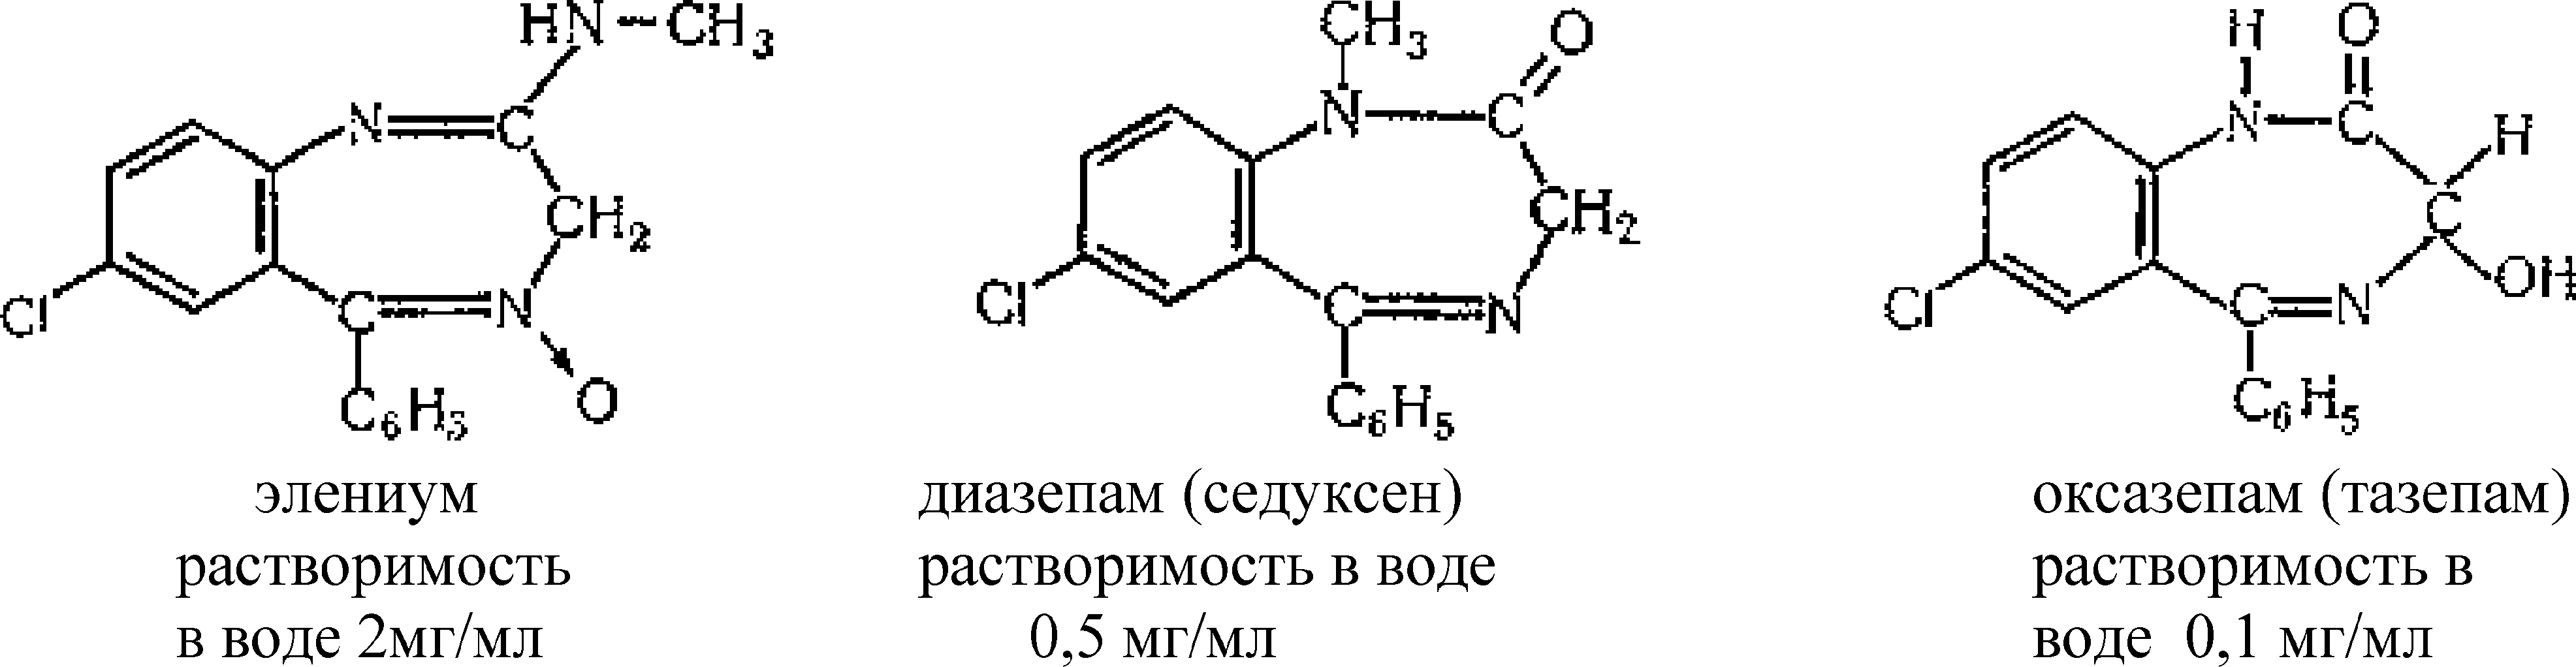 HN–CH3
N=C
CH2
Cl
C=N
O
C6H5
CH3
O
N–C
CH2
Cl
C=N
C6H5
H
O
N–C
H
C
OH
Cl
C=N
C6H5
элениум
растворимость
в воде 2мг/мл
диазепам (седуксен)
растворимость в воде
0,5 мг/мл
оксазепам (тазепам)
растворимость в
воде 0,1 мг/мл